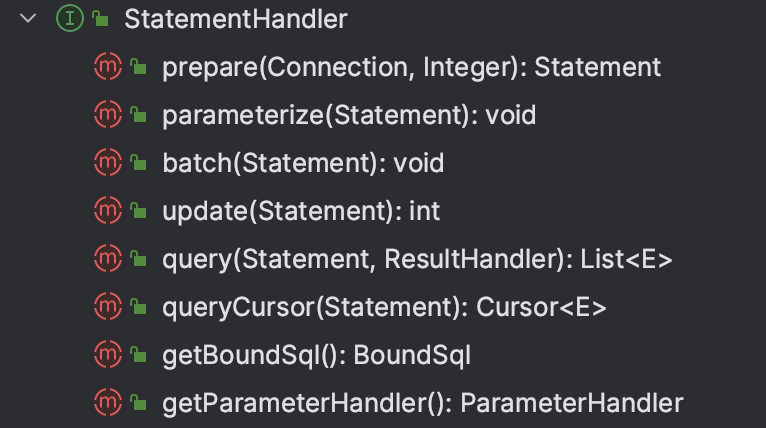 I StatementHandler
m prepare(Connection, Integer): Statement
m parameterize(Statement): void
m batch(Statement): void
m update(Statement): int
m query(Statement, ResultHandler): List<E>
m queryCursor(Statement): Cursor<E>
m getBoundSql(): BoundSql
m getParameterHandler(): ParameterHandler